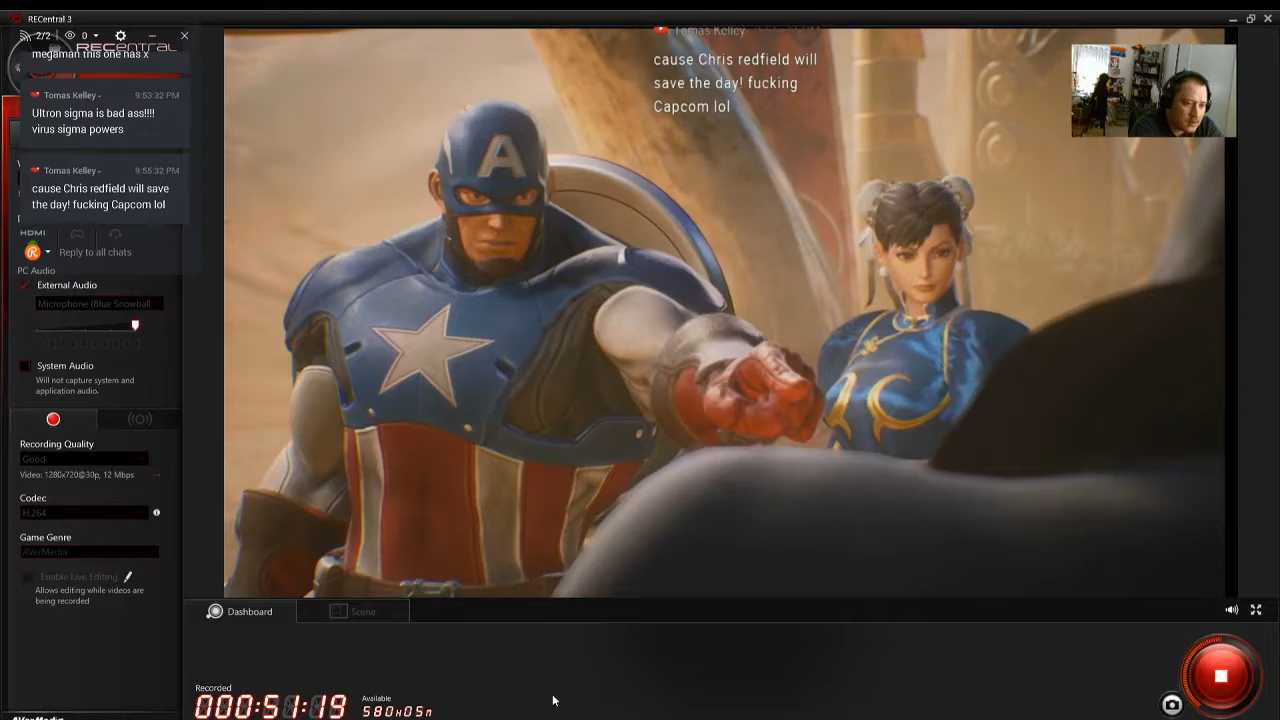 RECentral 3
2/2
0
RECENTRAL
megaman this one has x
Tomas Kelley
9:53:32 PM
Ultron sigma is bad ass!!!!
virus sigma powers
Tomas Kelley
9:55:32 PM
cause Chris redfield will save
the day! fucking Capcom lol
HDMI
Reply to all chats
PC Audio
External Audio
Microphone (Blue Snowball
System Audio
Will not capture system and
application audio.
Recording Quality
Good
Video: 1280x720@30p, 12 Mbps
Codec
H.264
Game Genre
AVerMedia
Enable Live Editing
Allows editing while videos are
being recorded
AVerMedia
Tomas Kelley
cause Chris redfield will
save the day! fucking
Capcom lol
A
Dashboard
Scene
Recorded
000:51:19
Available
580H05m